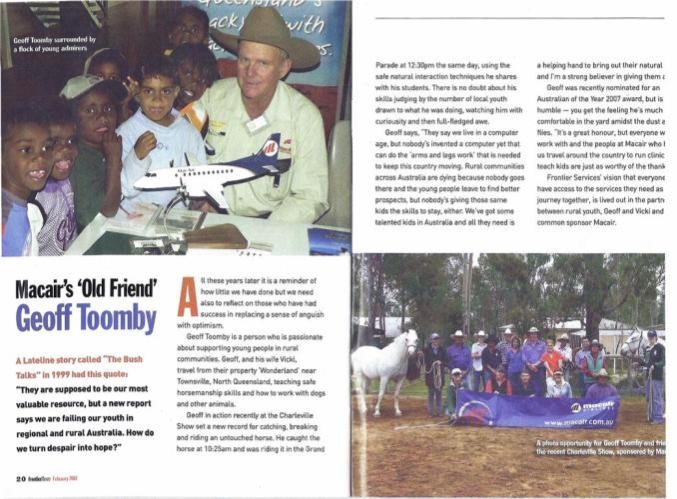 Queensland's
Outback with
Geoff Toomby surrounded by
a flock of young admirers
Macair's 'Old Friend'
Geoff Toomby
A Lateline story called "The Bush
Talks" in 1999 had this quote:
"They are supposed to be our most
valuable resource, but a new report
says we are failing our youth in
regional and rural Australia. How do
we turn despair into hope?"
20 Frontier News February 2007
All these years later it is a reminder of
how little we have done but we need
also to reflect on those who have had
success in replacing a sense of anguish
with optimism.
Geoff Toomby is a person who is passionate
about supporting young people in rural
communities. Geoff, and his wife Vicki,
travel from their property 'Wonderland' near
Townsville, North Queensland, teaching safe
horsemanship skills and how to work with dogs
and other animals.
Geoff in action recently at the Charleville
Show set a new record for catching, breaking
and riding an untouched horse. He caught the
horse at 10:25am and was riding it in the Grand
Parade at 12:30pm the same day, using the
safe natural interaction techniques he shares
with his students. There is no doubt about his
skills judging by the number of local youth
drawn to what he was doing, watching him with
curiosity and then full-fledged awe.
Geoff says, "They say we live in a computer
age, but nobody's invented a computer yet that
can do the 'arms and legs work' that is needed
to keep this country moving. Rural communities
across Australia are dying because nobody goes
there and the young people leave to find better
prospects, but nobody's giving those same
kids the skills to stay, either. We've got some
talented kids in Australia and all they need is
a helping hand to bring out their natural
and I'm a strong believer in giving them
Geoff was recently nominated for an
Australian of the Year 2007 award, but is
humble – you get the feeling he's much
comfortable in the yard amidst the dust
flies. "It's a great honour, but everyone
work with and the people at Macair who
us travel around the country to run clinic
teach kids are just as worthy of the thank
Frontier Services' vision that everyone
have access to the services they need as
journey together, is lived out in the partn
between rural youth, Geoff and Vicki and
common sponsor Macair.
macair
www.macair.com.au
A photo opportunity for Geoff Toomby and frie
the recent Charleville Show, sponsored by Ma